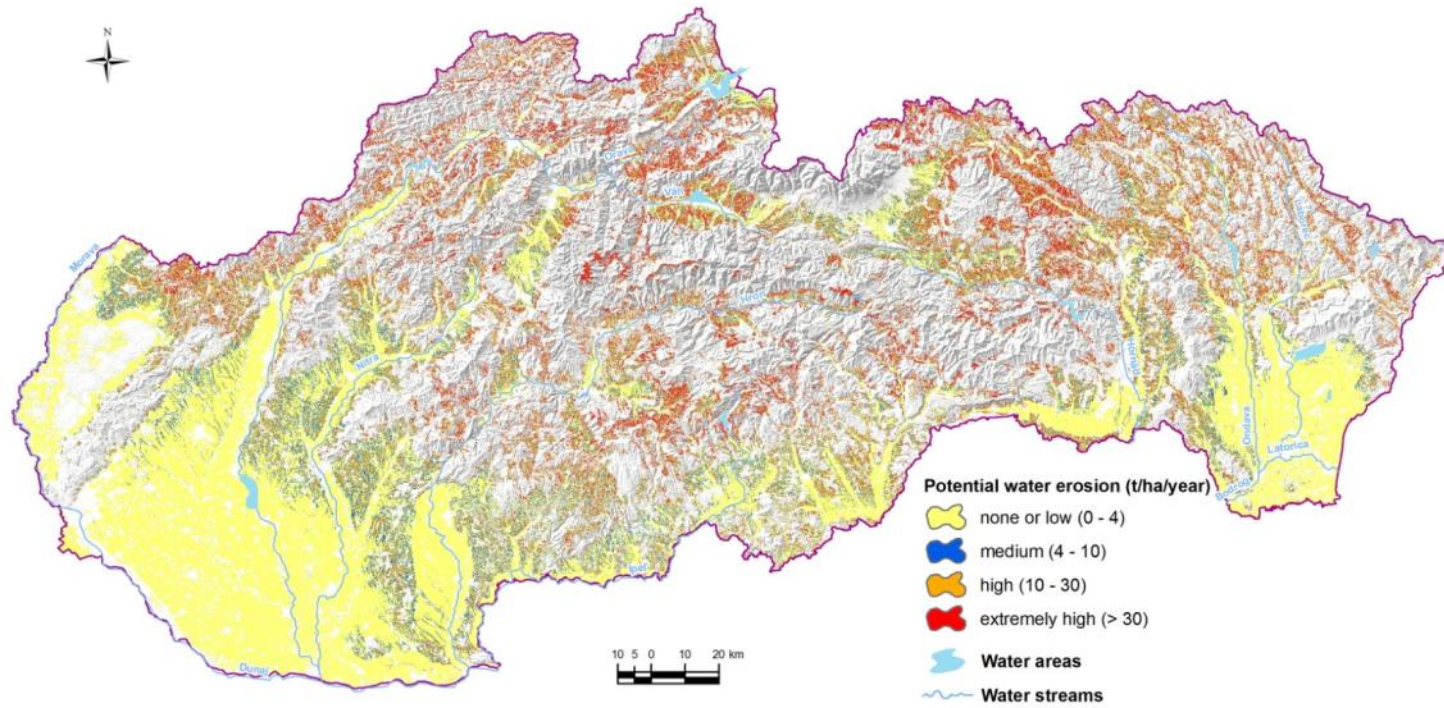 N
Morava
Orava
Váh
Hron
Nitra
Hornád
Ondava
Latorica
Bodrog
Ipeľ
Dunaj
Potential water erosion (t/ha/year)
none or low (0 - 4)
medium (4 - 10)
high (10 - 30)
extremely high (> 30)
Water areas
Water streams
10 5 0 10 20 km